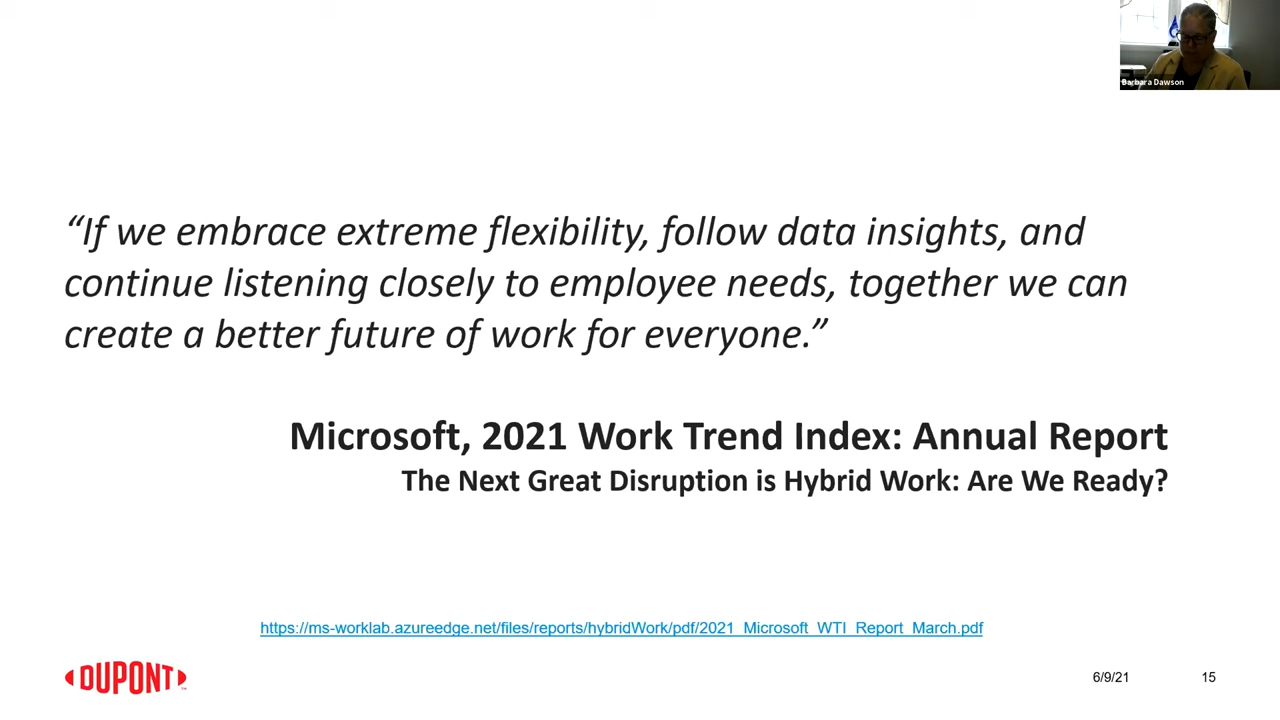 Barbara Dawson
“If we embrace extreme flexibility, follow data insights, and
continue listening closely to employee needs, together we can
create a better future of work for everyone.”
Microsoft, 2021 Work Trend Index: Annual Report
The Next Great Disruption is Hybrid Work: Are We Ready?
https://ms-worklab.azureedge.net/files/reports/hybridWork/pdf/2021_Microsoft_WTI_Report_March.pdf
DUPONT™
6/9/21
15